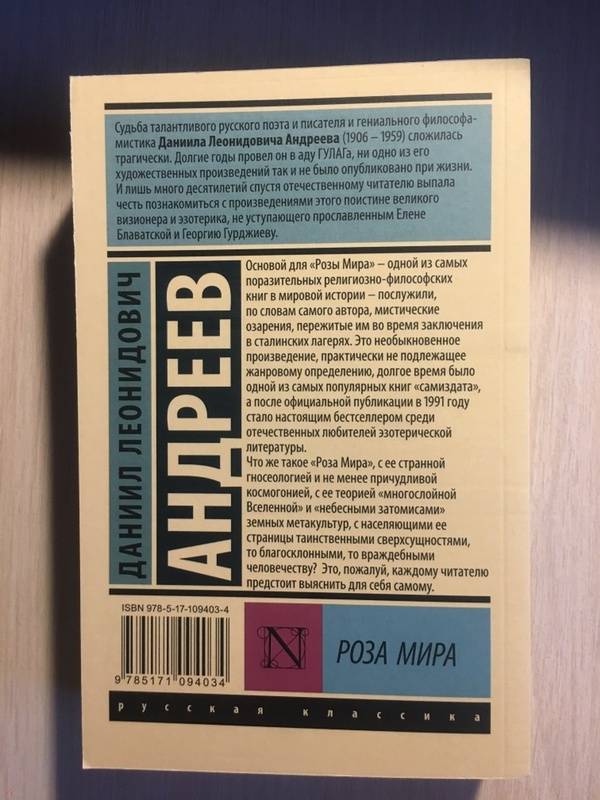 Судьба талантливого русского поэта и писателя и гениального философа-
мистика Даниила Леонидовича Андреева (1906 – 1959) сложилась
трагически. Долгие годы провел он в аду ГУЛАГа, ни одно из его
художественных произведений так и не было опубликовано при жизни.
И лишь много десятилетий спустя отечественному читателю выпала
честь познакомиться с произведениями этого поистине великого
визионера и эзотерика, не уступающего прославленным Елене
Блаватской и Георгию Гурджиеву.
ДАНИИЛ ЛЕОНИДОВИЧ
АНДРЕЕВ
Основой для «Розы Мира» – одной из самых
поразительных религиозно-философских
книг в мировой истории – послужили,
по словам самого автора, мистические
озарения, пережитые им во время заключения
в сталинских лагерях. Это необыкновенное
произведение, практически не подлежащее
жанровому определению, долгое время было
одной из самых популярных книг «самиздата»,
а после официальной публикации в 1991 году
стало настоящим бестселлером среди
отечественных любителей эзотерической
литературы.
Что же такое «Роза Мира», с ее странной
гносеологией и не менее причудливой
космогонией, с ее теорией «многослойной
Вселенной» и «небесными затомисами»
земных метакультур, с населяющими ее
страницы таинственными сверхсущностями,
то благосклонными, то враждебными
человечеству? Это, пожалуй, каждому читателю
предстоит выяснить для себя самому.
ISBN 978-5-17-109403-4
9 785171 094034
N
РОЗА МИРА
русская классика